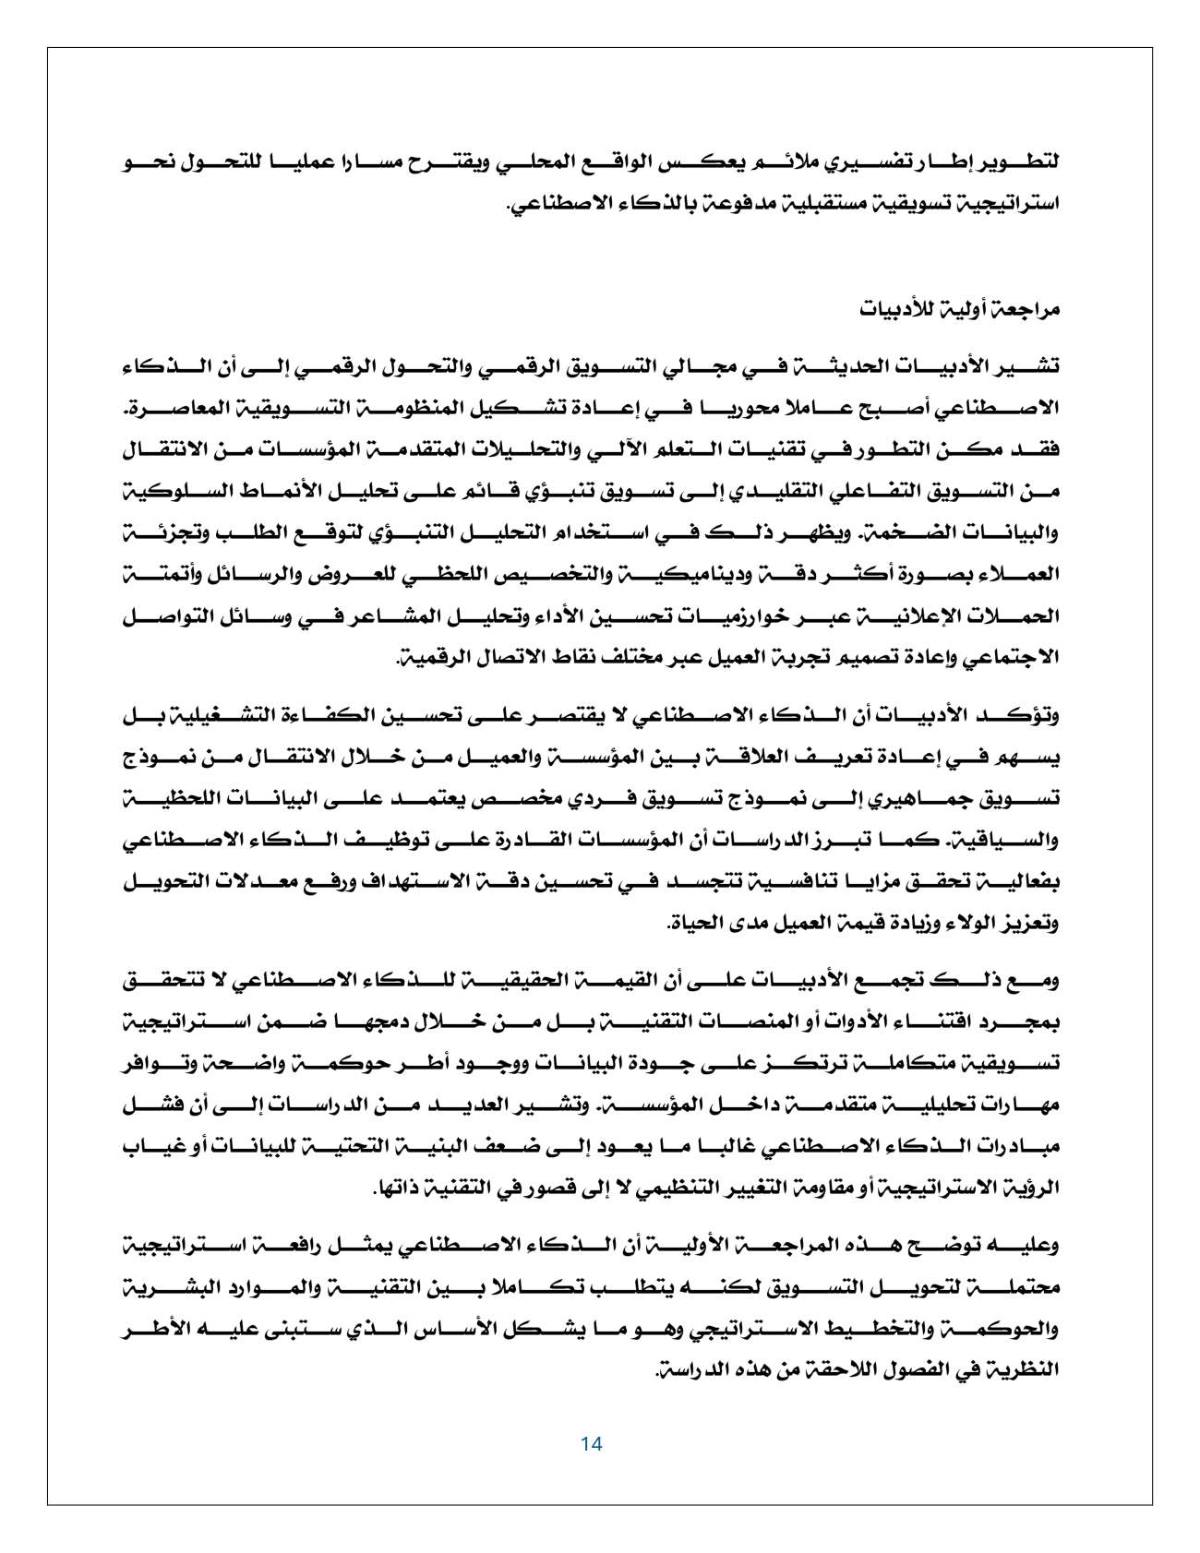 لتطوير إطار تفسيري ملائم يعكس الواقع المحلي ويقترح مسارا عمليا للتحول نحو
استراتيجية تسويقية مستقبلية مدفوعة بالذكاء الاصطناعي.
مراجعة أولية للأدبيات
تشير الأدبيات الحديثة في مجالي التسويق الرقمي والتحول الرقمي إلى أن الذكاء
الاصطناعي أصبح عاملا محوريا في إعادة تشكيل المنظومة التسويقية المعاصرة.
فقد مكن التطور في تقنيات التعلم الآلي والتحليلات المتقدمة المؤسسات من الانتقال
من التسويق التفاعلي التقليدي إلى تسويق تنبؤي قائم على تحليل الأنماط السلوكية
والبيانات الضخمة. ويظهر ذلك في استخدام التحليل التنبؤي لتوقع الطلب وتجزئة
العملاء بصورة أكثر دقة وديناميكية والتخصيص اللحظي للعروض والرسائل وأتمتة
الحملات الإعلانية عبر خوارزميات تحسين الأداء وتحليل المشاعر في وسائل التواصل
الاجتماعي وإعادة تصميم تجربة العميل عبر مختلف نقاط الاتصال الرقمية.
وتؤكد الأدبيات أن الذكاء الاصطناعي لا يقتصر على تحسين الكفاءة التشغيلية بل
يسهم في إعادة تعريف العلاقة بين المؤسسة والعميل من خلال الانتقال من نموذج
تسويق جماهيري إلى نموذج تسويق فردي مخصص يعتمد على البيانات اللحظية
والسياقية. كما تبرز الدراسات أن المؤسسات القادرة على توظيف الذكاء الاصطناعي
بفعالية تحقق مزايا تنافسية تتجسد في تحسين دقة الاستهداف ورفع معدلات التحويل
وتعزيز الولاء وزيادة قيمة العميل مدى الحياة.
ومع ذلك تجمع الأدبيات على أن القيمة الحقيقية للذكاء الاصطناعي لا تتحقق
بمجرد اقتناء الأدوات أو المنصات التقنية بل من خلال دمجها ضمن استراتيجية
تسويقية متكاملة ترتكز على جودة البيانات ووجود أطر حوكمة واضحة وتوافر
مهارات تحليلية متقدمة داخل المؤسسة. وتشير العديد من الدراسات إلى أن فشل
مبادرات الذكاء الاصطناعي غالبا ما يعود إلى ضعف البنية التحتية للبيانات أو غياب
الرؤية الاستراتيجية أو مقاومة التغيير التنظيمي لا إلى قصور في التقنية ذاتها.
وعليه توضح هذه المراجعة الأولية أن الذكاء الاصطناعي يمثل رافعة استراتيجية
محتملة لتحويل التسويق لكنه يتطلب تكاملا بين التقنية والموارد البشرية
والحوكمة والتخطيط الاستراتيجي وهو ما يشكل الأساس الذي ستبنى عليه الأطر
النظرية في الفصول اللاحقة من هذه الدراسة.
14